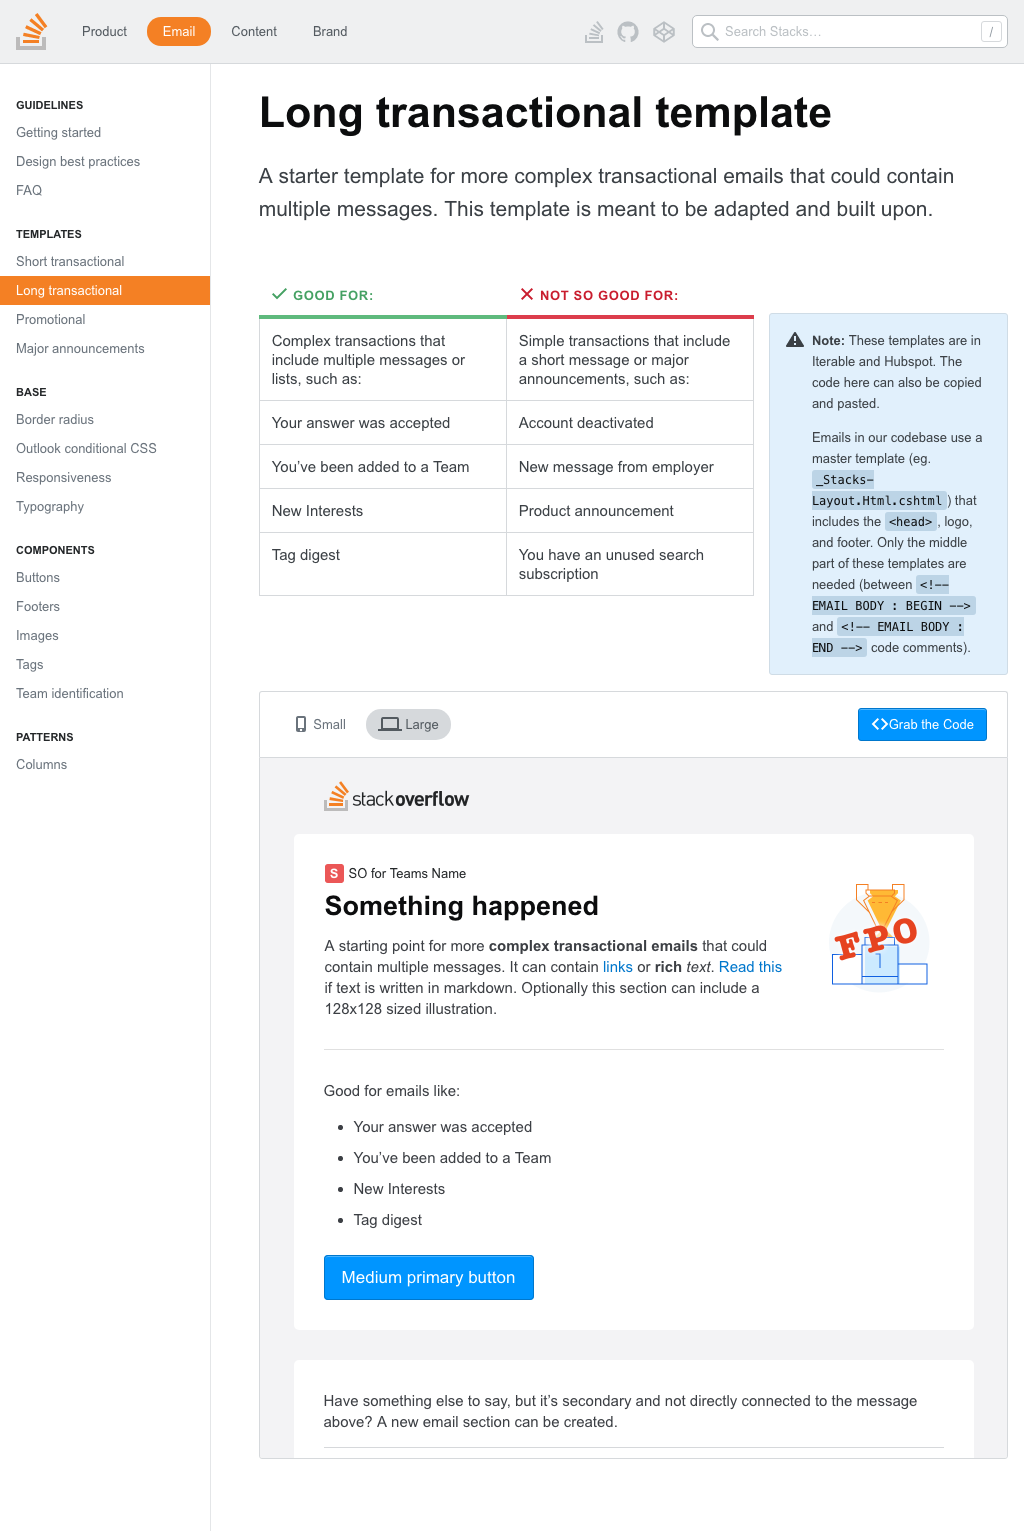 Product
Email
Content
Brand
Search Stacks…
/
GUIDELINES
Getting started
Design best practices
FAQ
TEMPLATES
Short transactional
Long transactional
Promotional
Major announcements
BASE
Border radius
Outlook conditional CSS
Responsiveness
Typography
COMPONENTS
Buttons
Footers
Images
Tags
Team identification
PATTERNS
Columns
Long transactional template
A starter template for more complex transactional emails that could contain
multiple messages. This template is meant to be adapted and built upon.
GOOD FOR:
NOT SO GOOD FOR:
Complex transactions that
include multiple messages or
lists, such as:
Simple transactions that include
a short message or major
announcements, such as:
Your answer was accepted
Account deactivated
You’ve been added to a Team
New message from employer
New Interests
Product announcement
Tag digest
You have an unused search
subscription
Note: These templates are in
Iterable and Hubspot. The
code here can also be copied
and pasted.
Emails in our codebase use a
master template (eg.
_Stacks-
Layout.Html.cshtml) that
includes the <head>, logo,
and footer. Only the middle
part of these templates are
needed (between <!--
EMAIL BODY : BEGIN -->
and <!-- EMAIL BODY :
END --> code comments).
Small
Large
Grab the Code
stackoverflow
S SO for Teams Name
Something happened
A starting point for more complex transactional emails that could
contain multiple messages. It can contain links or rich text. Read this
if text is written in markdown. Optionally this section can include a
128x128 sized illustration.
FPO
1
Good for emails like:
• Your answer was accepted
• You’ve been added to a Team
• New Interests
• Tag digest
Medium primary button
Have something else to say, but it’s secondary and not directly connected to the message
above? A new email section can be created.